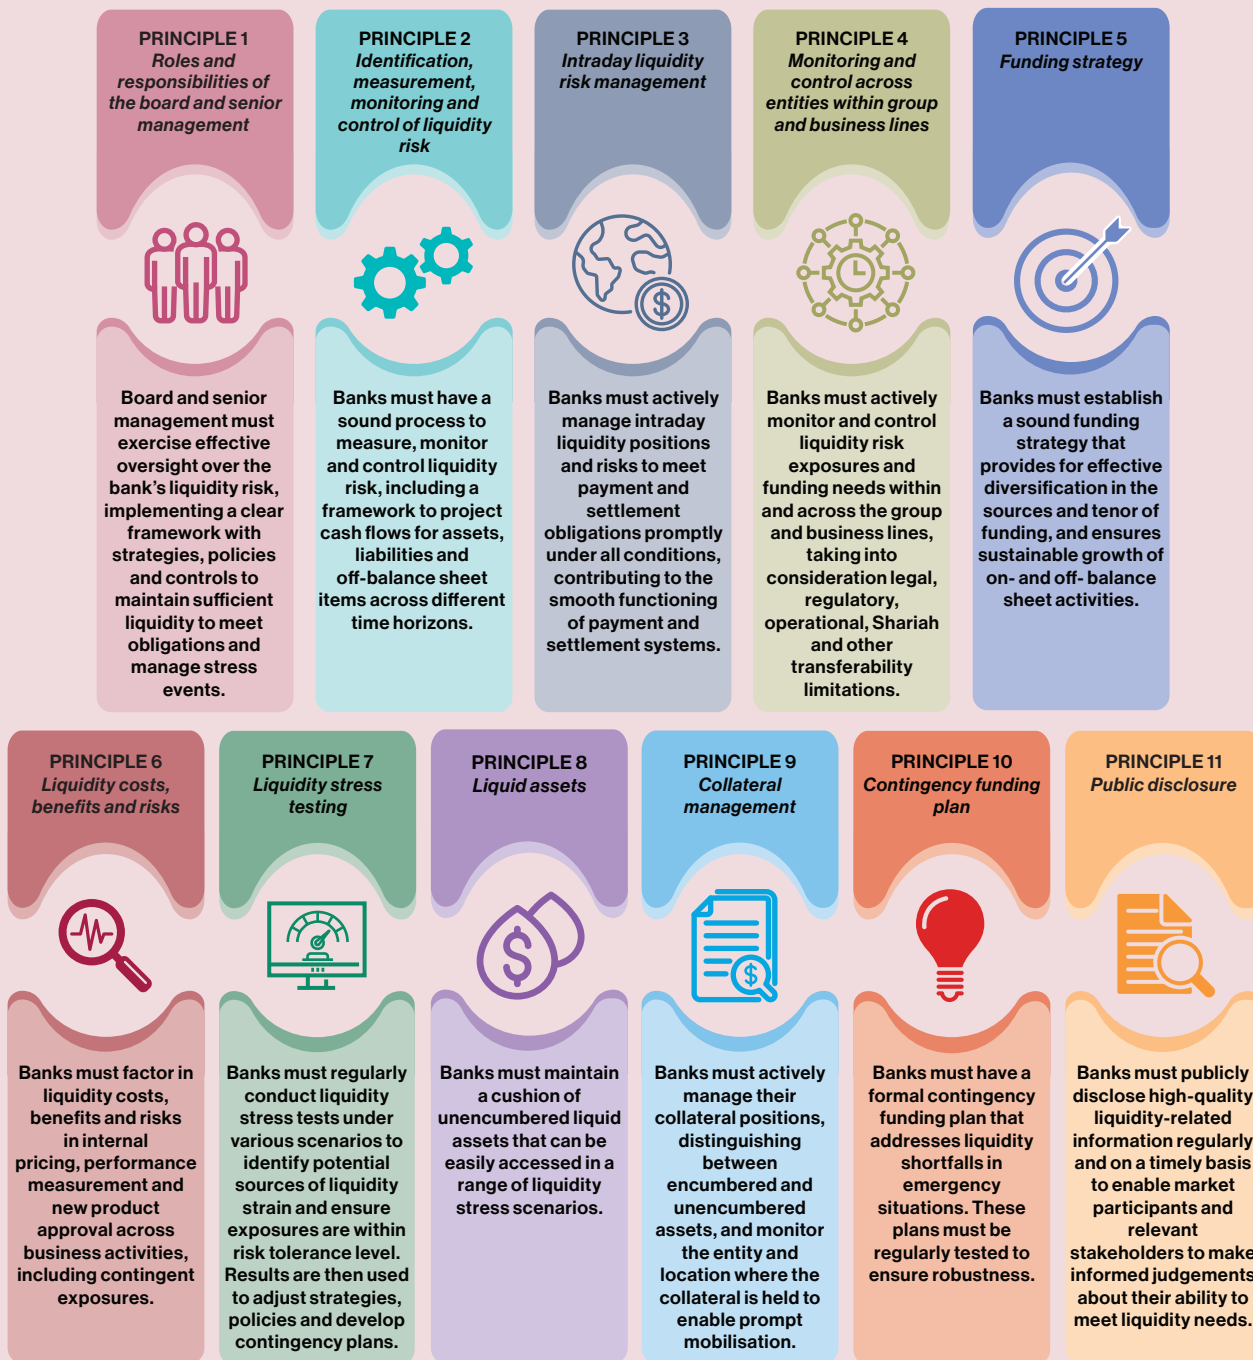 PRINCIPLE 1
Roles and
responsibilities of
the board and senior
management
Board and senior
management must
exercise effective
oversight over the
bank's liquidity risk,
implementing a clear
framework with
strategies, policies
and controls to
maintain sufficient
liquidity to meet
obligations and
manage stress
events.
PRINCIPLE 2
Identification,
measurement,
monitoring and
control of liquidity
risk
Banks must have a
sound process to
measure, monitor
and control liquidity
risk, including a
framework to project
cash flows for assets,
liabilities and
off-balance sheet
items across different
time horizons.
PRINCIPLE 3
Intraday liquidity
risk management
$
Banks must actively
manage intraday
liquidity positions
and risks to meet
payment and
settlement
obligations promptly
under all conditions,
contributing to the
smooth functioning
of payment and
settlement systems.
PRINCIPLE 4
Monitoring and
control across
entities within group
and business lines
Banks must actively
monitor and control
liquidity risk
exposures and
funding needs within
and across the group
and business lines,
taking into
consideration legal,
regulatory,
operational, Shariah
and other
transferability
limitations.
PRINCIPLE 5
Funding strategy
Banks must establish
a sound funding
strategy that
provides for effective
diversification in the
sources and tenor of
funding, and ensures
sustainable growth of
on- and off- balance
sheet activities.
PRINCIPLE 6
Liquidity costs,
benefits and risks
Banks must factor in
liquidity costs,
benefits and risks
in internal
pricing, performance
measurement and
new product
approval across
business activities,
including contingent
exposures.
PRINCIPLE 7
Liquidity stress
testing
Banks must regularly
conduct liquidity
stress tests under
various scenarios to
identify potential
sources of liquidity
strain and ensure
exposures are within
risk tolerance level.
Results are then used
to adjust strategies,
policies and develop
contingency plans.
PRINCIPLE 8
Liquid assets
$
Banks must maintain
a cushion of
unencumbered liquid
assets that can be
easily accessed in a
range of liquidity
stress scenarios.
PRINCIPLE 9
Collateral
management
$
Banks must actively
manage their
collateral positions,
distinguishing
between
encumbered and
unencumbered
assets, and monitor
the entity and
location where the
collateral is held to
enable prompt
mobilisation.
PRINCIPLE 10
Contingency funding
plan
Banks must have a
formal contingency
funding plan that
addresses liquidity
shortfalls in
emergency
situations. These
plans must be
regularly tested to
ensure robustness.
PRINCIPLE 11
Public disclosure
Banks must publicly
disclose high-quality
liquidity-related
information regularly
and on a timely basis
to enable market
participants and
relevant
stakeholders to make
informed judgements
about their ability to
meet liquidity needs.